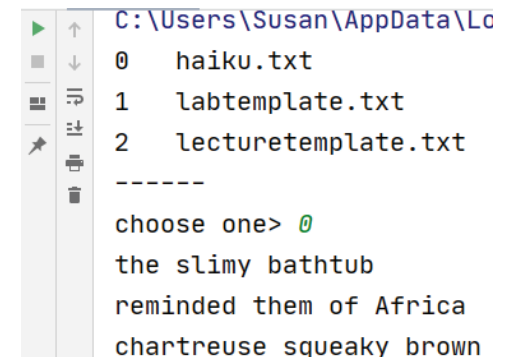 C:\Users\Susan\AppData\Lo
0 haiku.txt
1 labtemplate.txt
2 lecturetemplate.txt
------
choose one> 0
the slimy bathtub
reminded them of Africa
chartreuse squeaky brown